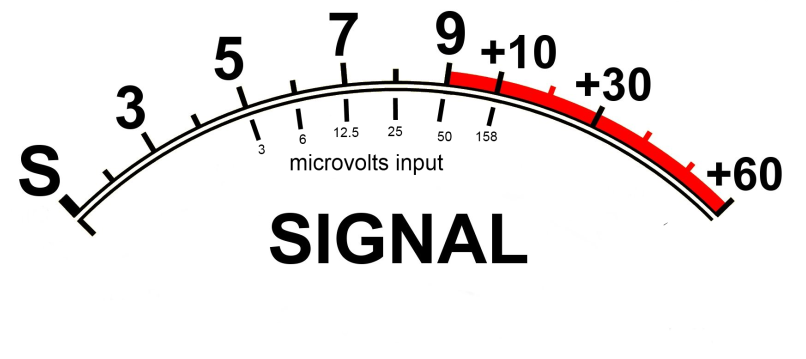 S 3 5 7 9 +10 +30 +60
3 6 12.5 25 50 158
microvolts input
SIGNAL